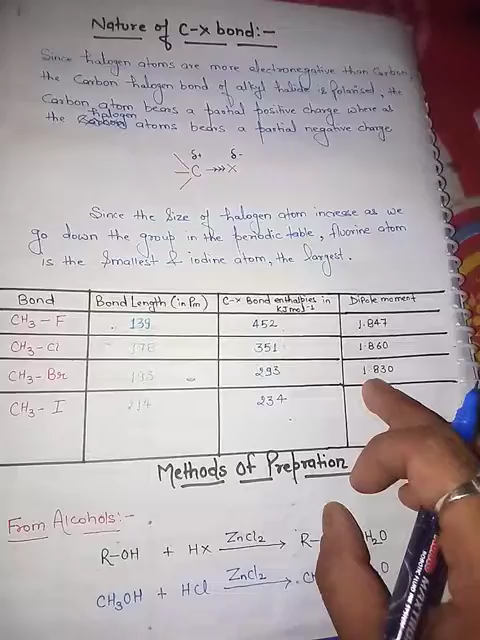 Nature of C-X bond:-
Since halogen atoms are more electronegative than Carbon,
the Carbon halogen bond of alkyl halide is Polarised, the
Carbon atom bears a partial positive charge where as
the halogen atoms bears a partial negative charge
δ+ δ-
C →→→ X
Since the Size of halogen atom increase as we
go down the group in the periodic table, fluorine atom
is the Smallest & iodine atom, the largest.
Bond Bond Length (in Pm) C-X Bond enthalpies in KJmol-1 Dipole moment
CH3-F 139 452 1.847
CH3-Cl 178 351 1.860
CH3-Br 193 293 1.830
CH3-I 214 234
Methods of Prepration
From Alcohols:-
R-OH + HX ZnCl2 R- H2O
CH3OH + HCl ZnCl2